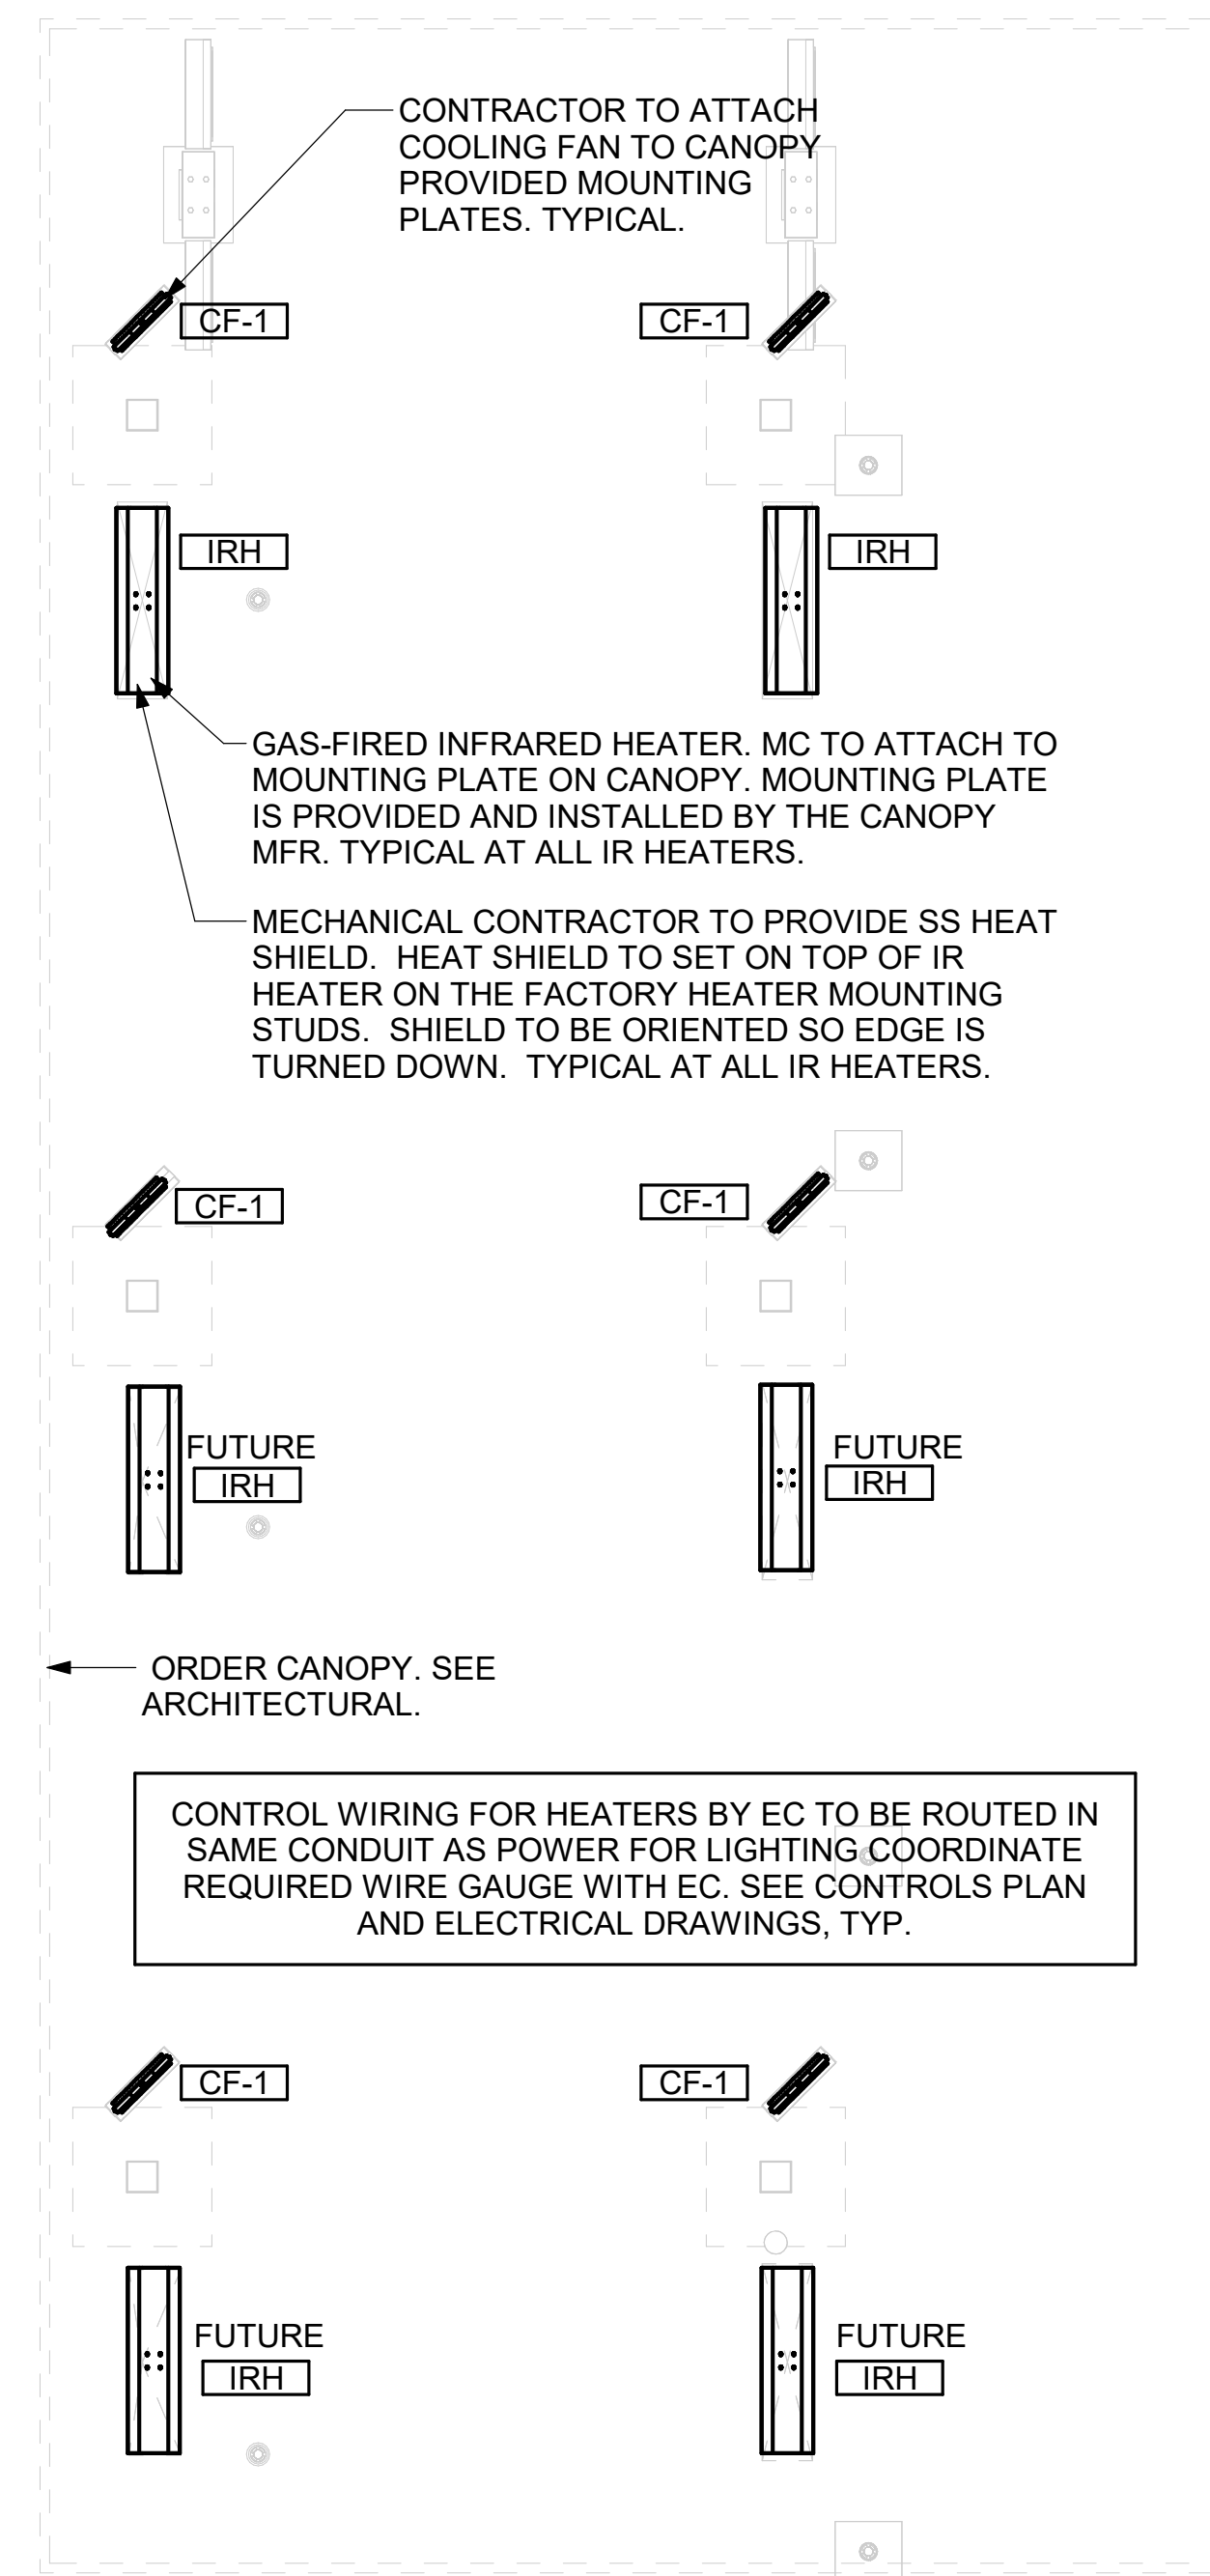 CONTRACTOR TO ATTACH
COOLING FAN TO CANOPY
PROVIDED MOUNTING
PLATES. TYPICAL.
CF-1
CF-1
IRH
IRH
GAS-FIRED INFRARED HEATER. MC TO ATTACH TO
MOUNTING PLATE ON CANOPY. MOUNTING PLATE
IS PROVIDED AND INSTALLED BY THE CANOPY
MFR. TYPICAL AT ALL IR HEATERS.
MECHANICAL CONTRACTOR TO PROVIDE SS HEAT
SHIELD. HEAT SHIELD TO SET ON TOP OF IR
HEATER ON THE FACTORY HEATER MOUNTING
STUDS. SHIELD TO BE ORIENTED SO EDGE IS
TURNED DOWN. TYPICAL AT ALL IR HEATERS.
CF-1
CF-1
FUTURE
IRH
FUTURE
IRH
ORDER CANOPY. SEE
ARCHITECTURAL.
CONTROL WIRING FOR HEATERS BY EC TO BE ROUTED IN
SAME CONDUIT AS POWER FOR LIGHTING COORDINATE
REQUIRED WIRE GAUGE WITH EC. SEE CONTROLS PLAN
AND ELECTRICAL DRAWINGS, TYP.
CF-1
CF-1
FUTURE
IRH
FUTURE
IRH